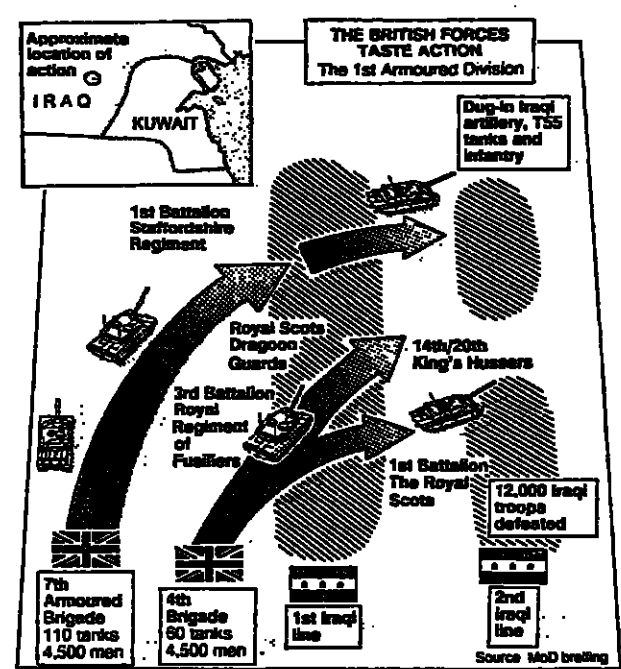 Approximate
location of
action
IRAQ
KUWAIT
THE BRITISH FORCES
TASTE ACTION
The 1st Armoured Division
Dug-in Iraqi
artillery, T55
tanks and
infantry
1st Battalion
Staffordshire
Regiment
Royal Scots
Dragoon
Guards
14th/20th
King's Hussars
3rd Battalion
Royal
Regiment
of
Fusiliers
1st Battalion
The Royal
Scots
12,000 Iraqi
troops
defeated
7th
Armoured
Brigade
110 tanks
4,500 men
4th
Brigade
60 tanks
4,500 men
1st Iraqi
line
2nd
Iraqi
line
Source MoD briefing